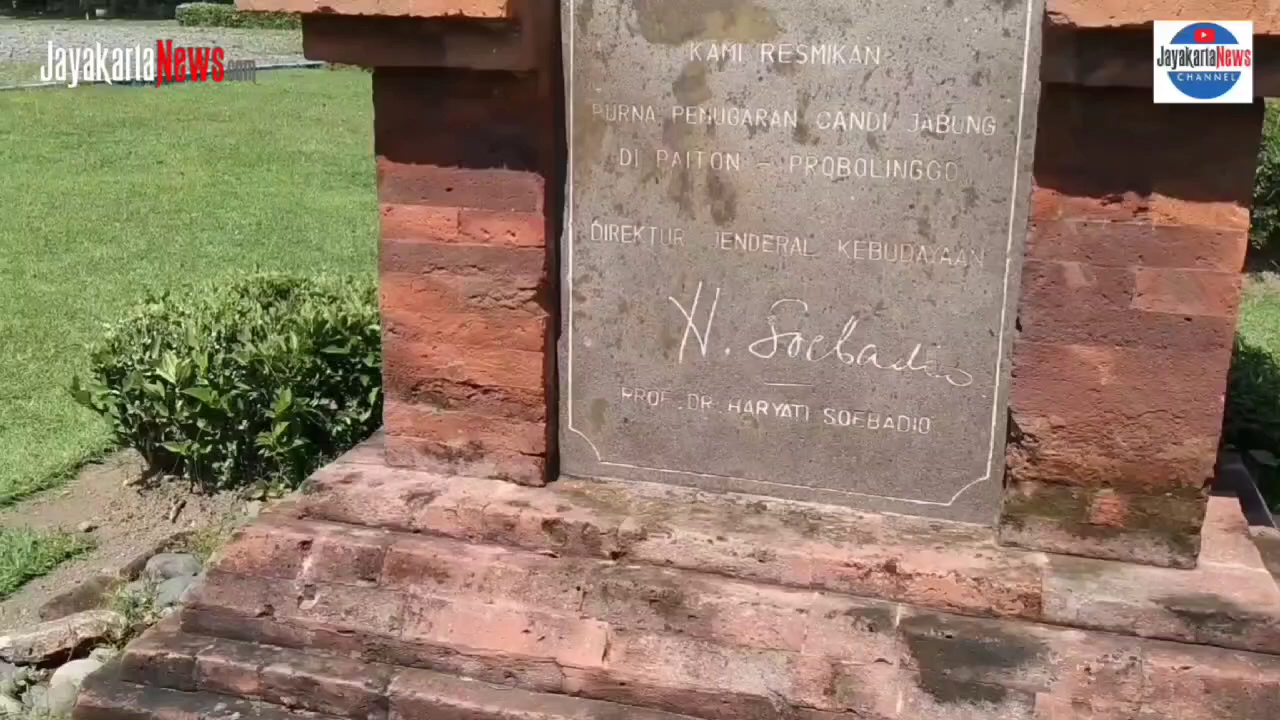 JayakartaNews.com
JayakartaNews
CHANNEL
KAMI RESMIKAN
PURNA PENUGARAN CANDI JABUNG
DI PAITON - PROBOLINGGO
DIREKTUR JENDERAL KEBUDAYAAN
H. Soebadio
PROF. DR. HARYATI SOEBADIO